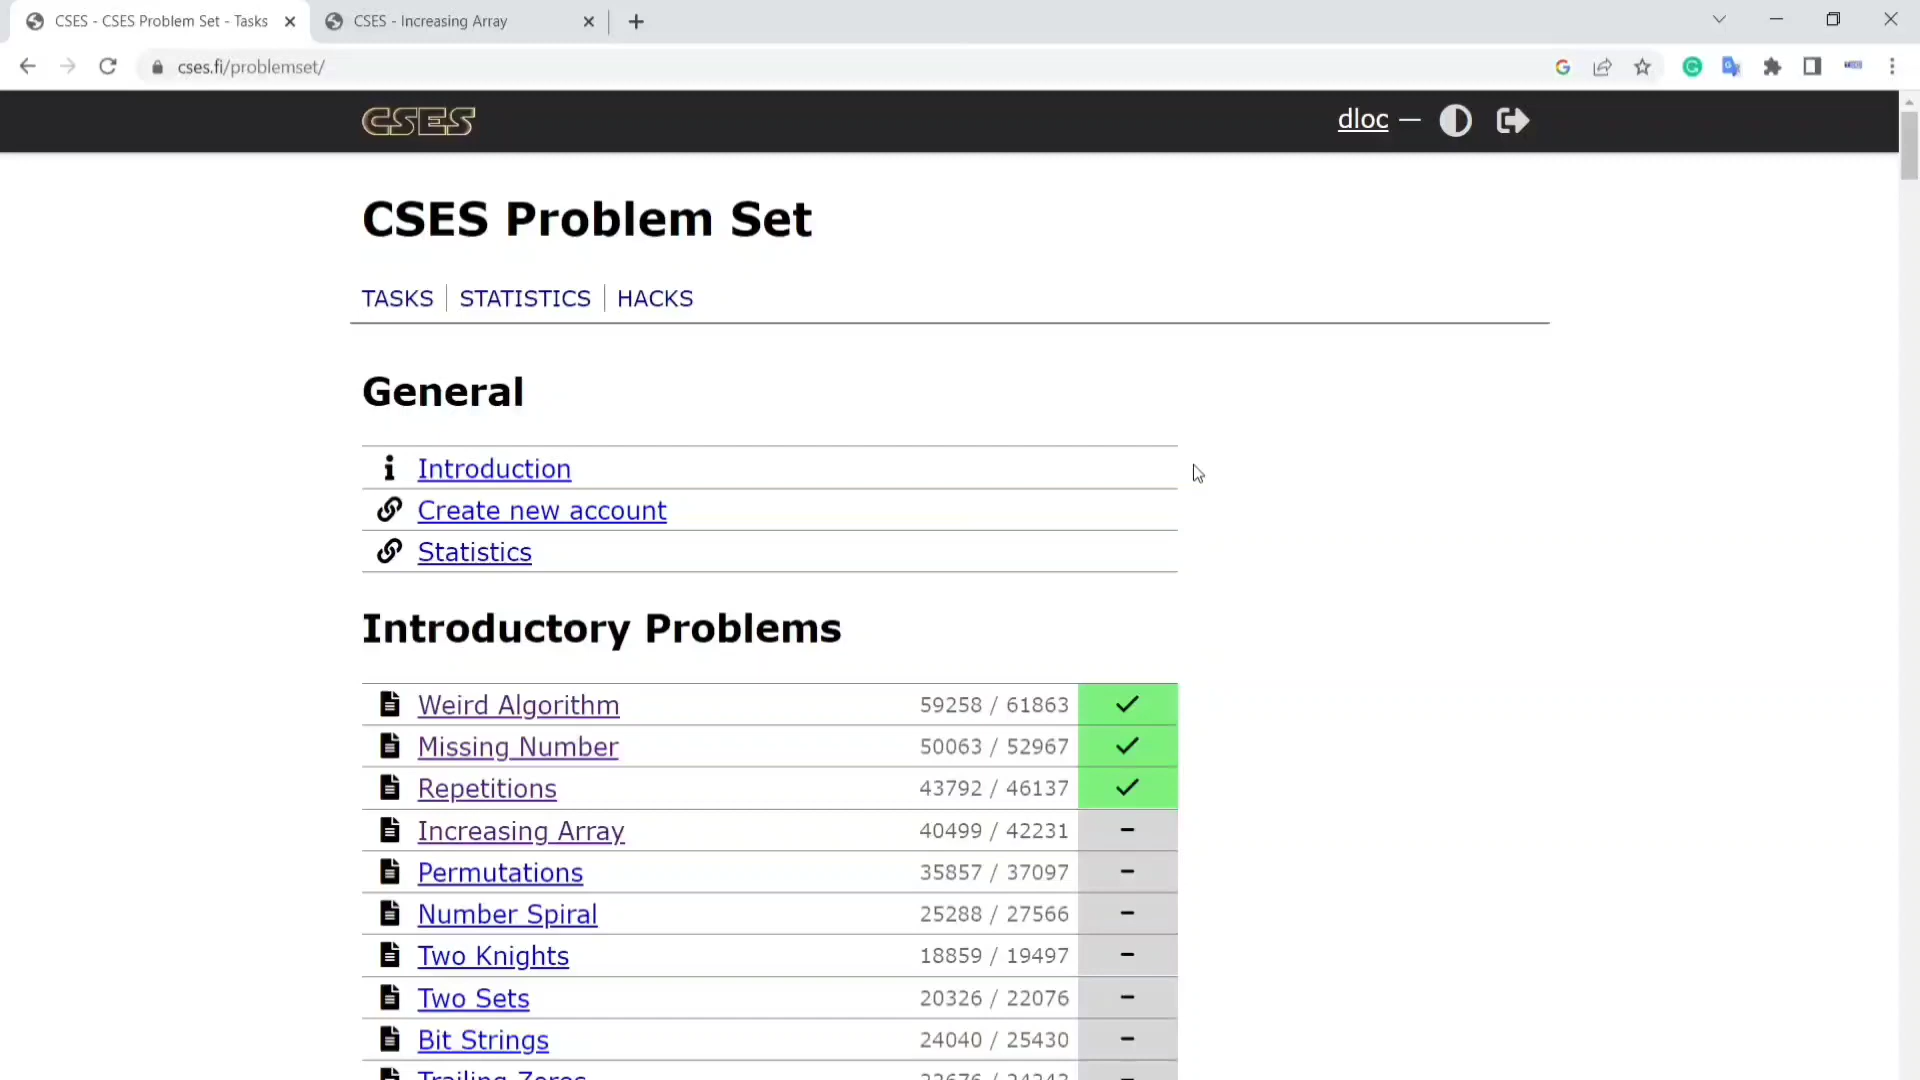 CSES - CSES Problem Set - Tasks
CSES - Increasing Array
cses.fi/problemset/
CSES
dloc —
CSES Problem Set
TASKS
STATISTICS
HACKS
General
Introduction
Create new account
Statistics
Introductory Problems
Weird Algorithm 59258 / 61863
Missing Number 50063 / 52967
Repetitions 43792 / 46137
Increasing Array 40499 / 42231 -
Permutations 35857 / 37097 -
Number Spiral 25288 / 27566 -
Two Knights 18859 / 19497 -
Two Sets 20326 / 22076 -
Bit Strings 24040 / 25430 -
Trailing Zeros